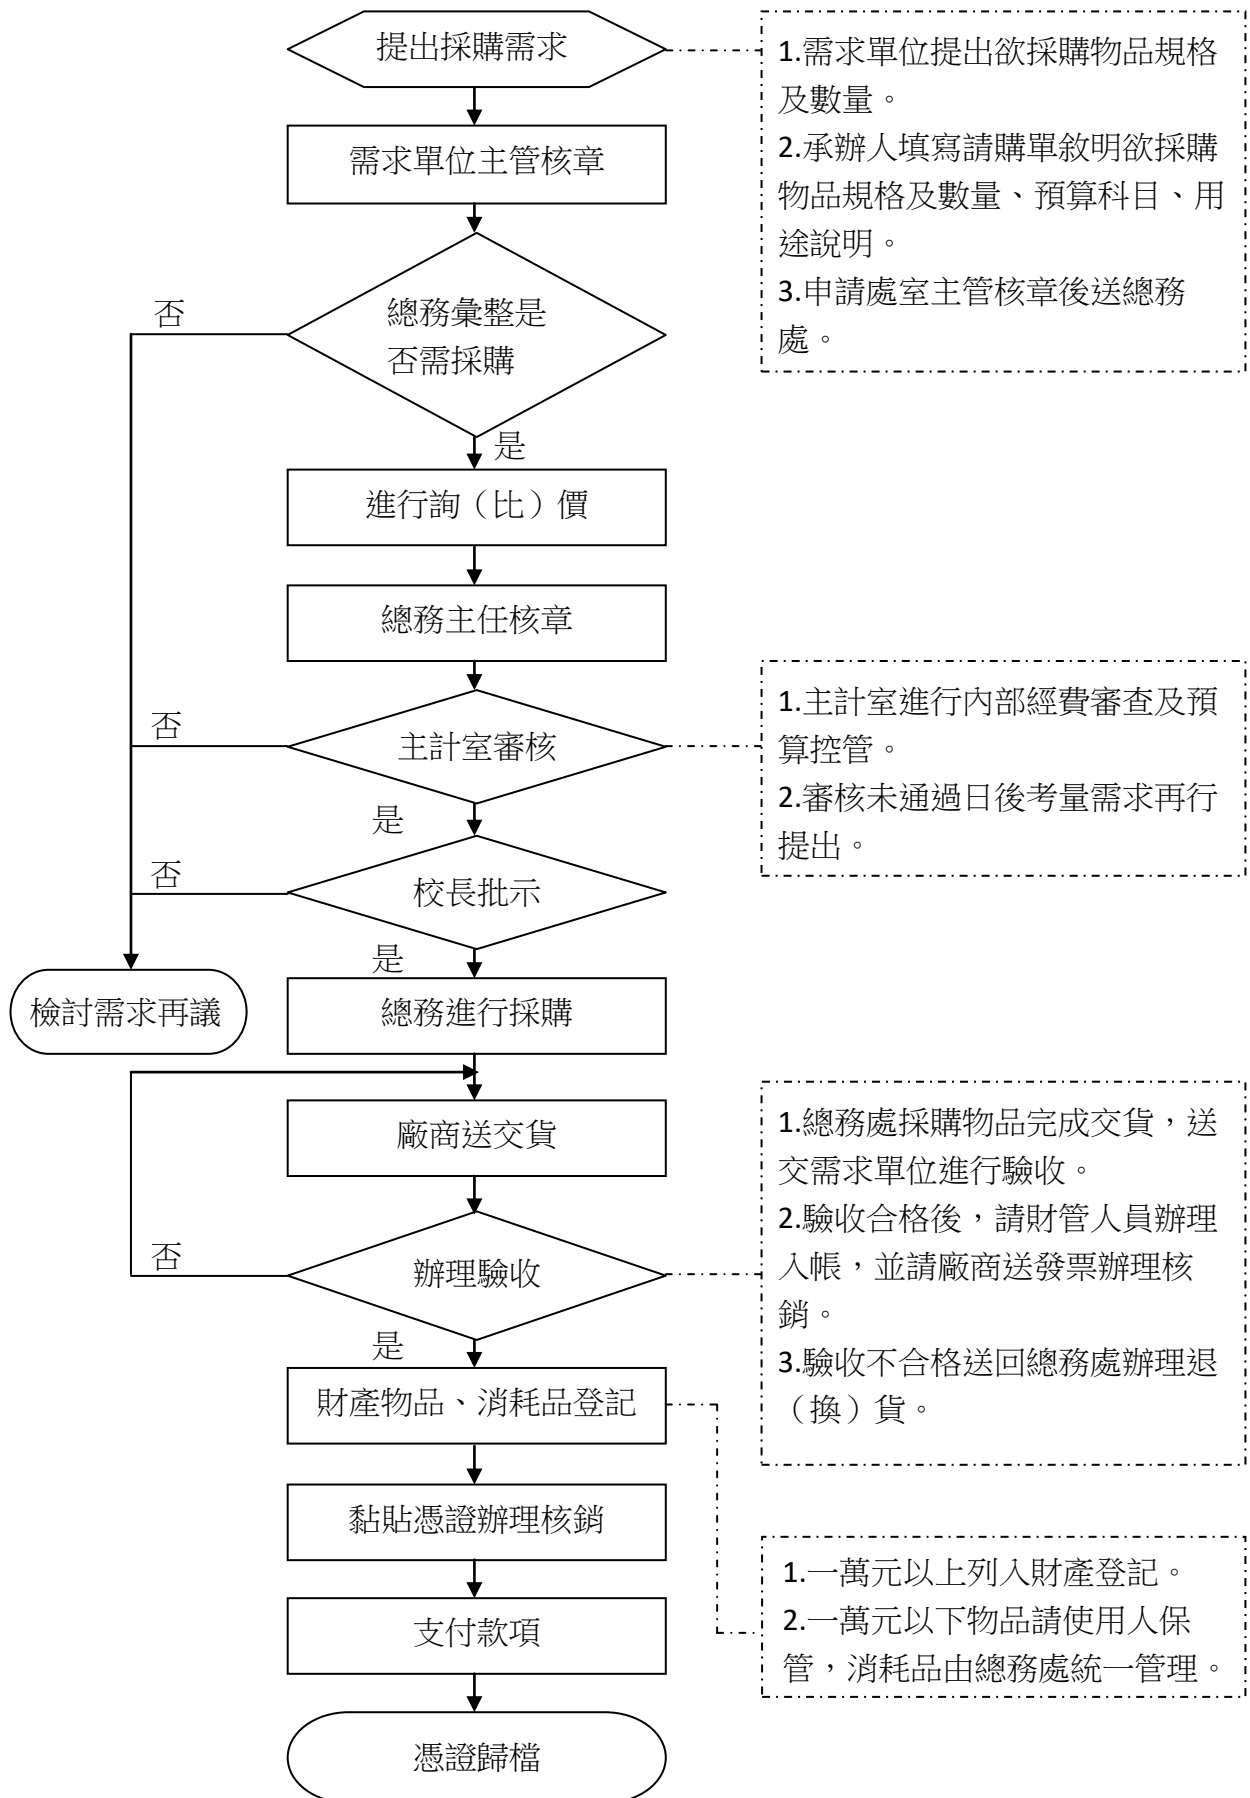 提出採購需求
1.需求單位提出欲採購物品規格
及數量。
2.承辦人填寫請購單敘明欲採購
物品規格及數量、預算科目、用
途說明。
3.申請處室主管核章後送總務
處。
需求單位主管核章
否
總務彙整是
否需採購
是
進行詢（比）價
總務主任核章
否
主計室審核
1.主計室進行內部經費審查及預
算控管。
2.審核未通過日後考量需求再行
提出。
是
否
校長批示
是
檢討需求再議
總務進行採購
廠商送交貨
1.總務處採購物品完成交貨，送
交需求單位進行驗收。
2.驗收合格後，請財管人員辦理
入帳，並請廠商送發票辦理核
銷。
3.驗收不合格送回總務處辦理退
（換）貨。
否
辦理驗收
是
財產物品、消耗品登記
黏貼憑證辦理核銷
1.一萬元以上列入財產登記。
2.一萬元以下物品請使用人保
管，消耗品由總務處統一管理。
支付款項
憑證歸檔